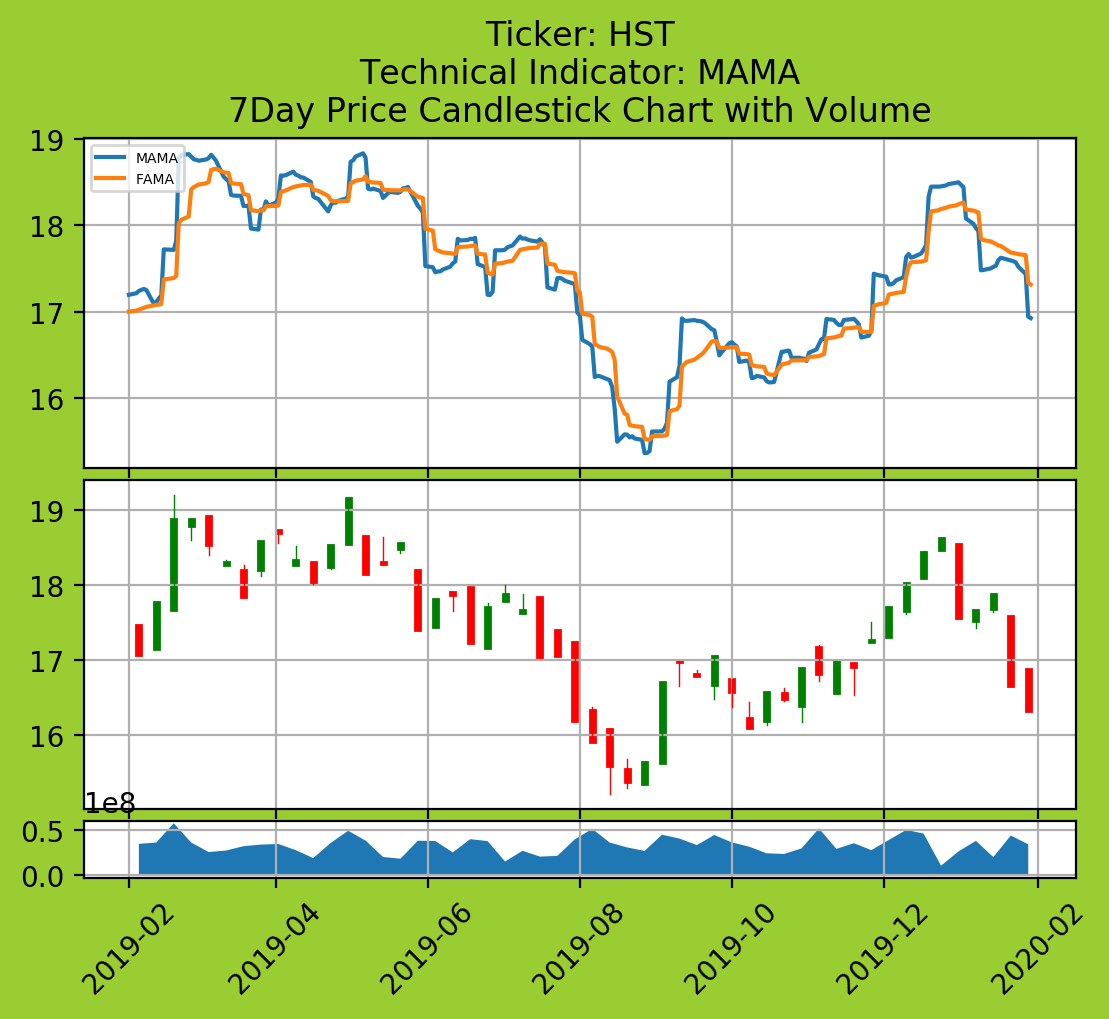 Ticker: HST
Technical Indicator: MAMA
7Day Price Candlestick Chart with Volume
19
18
17
16
MAMA
FAMA
19
18
17
16
1e8
0.5
0.0
2019-02
2019-04
2019-06
2019-08
2019-10
2019-12
2020-02